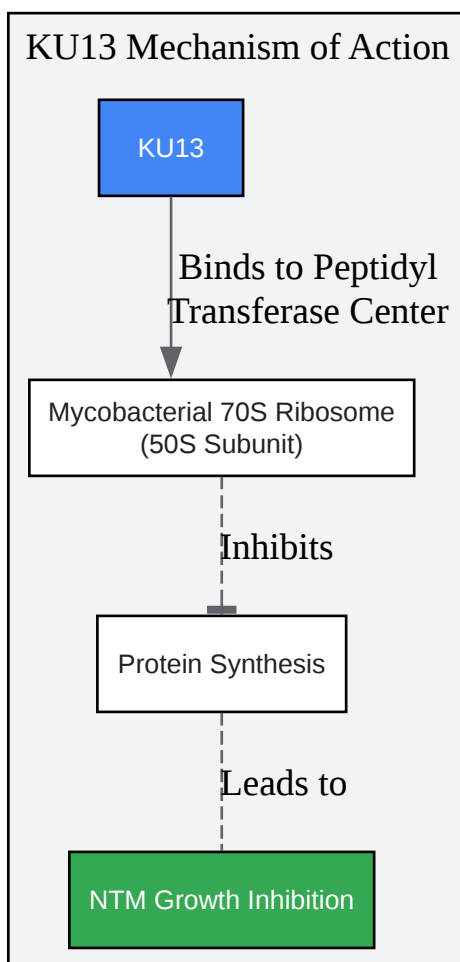 KU13 Mechanism of Action
KU13
Binds to Peptidyl
Transferase Center
Mycobacterial 70S Ribosome
(50S Subunit)
Inhibits
Protein Synthesis
Leads to
NTM Growth Inhibition